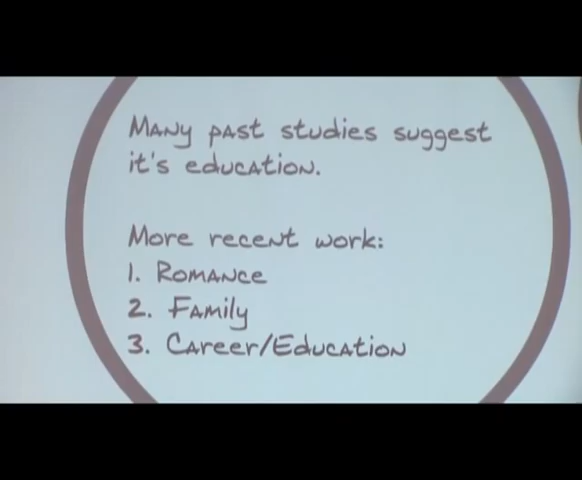 Many past studies suggest
it's education.
More recent work:
1. Romance
2. Family
3. Career/Education